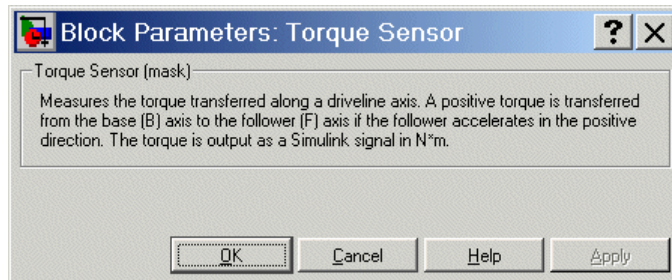 Block Parameters: Torque Sensor
Torque Sensor (mask)
Measures the torque transferred along a driveline axis. A positive torque is transferred
from the base (B) axis to the follower (F) axis if the follower accelerates in the positive
direction. The torque is output as a Simulink signal in N*m.
OK Cancel Help Apply